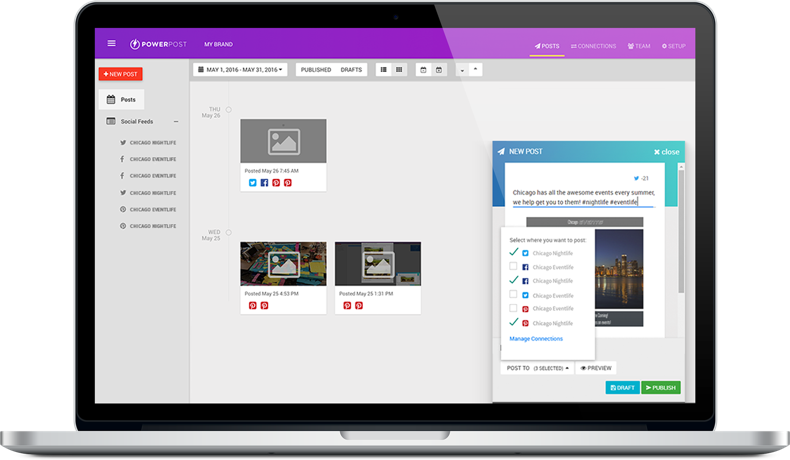 POWERPOST
MY BRAND
POSTS
CONNECTIONS
TEAM
SETUP
+ NEW POST
MAY 1, 2016 - MAY 31, 2016
PUBLISHED
DRAFTS
Posts
Social Feeds
CHICAGO NIGHTLIFE
CHICAGO EVENTLIFE
CHICAGO EVENTLIFE
CHICAGO NIGHTLIFE
CHICAGO EVENTLIFE
CHICAGO EVENTLIFE
THU
May 26
Posted May 26 7:45 AM
WED
May 25
Posted May 25 4:53 PM
Posted May 25 1:31 PM
NEW POST
close
-21
Chicago has all the awesome events every summer,
we help get you to them! #nightlife #eventlife
Select where you want to post:
Chicago Nightlife
Chicago Eventlife
Chicago Nightlife
Chicago Eventlife
Chicago Eventlife
Chicago Nightlife
Manage Connections
POST TO (3 SELECTED)
PREVIEW
DRAFT
PUBLISH